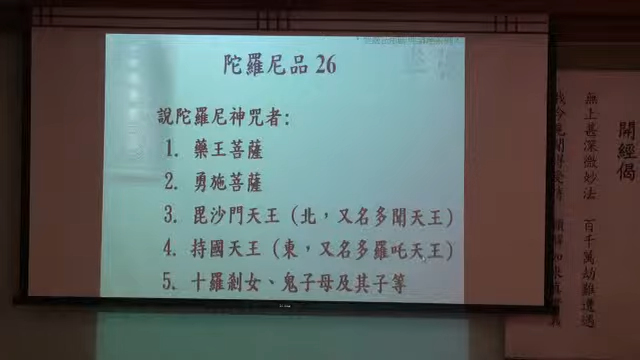 陀羅尼品 26
說陀羅尼神咒者:
1. 藥王菩薩
2. 勇施菩薩
3. 毘沙門天王（北，又名多聞天王）
4. 持國天王（東，又名多羅吒天王）
5. 十羅剎女、鬼子母及其子等
開經偈
無上甚深微妙法 百千萬劫難遭遇